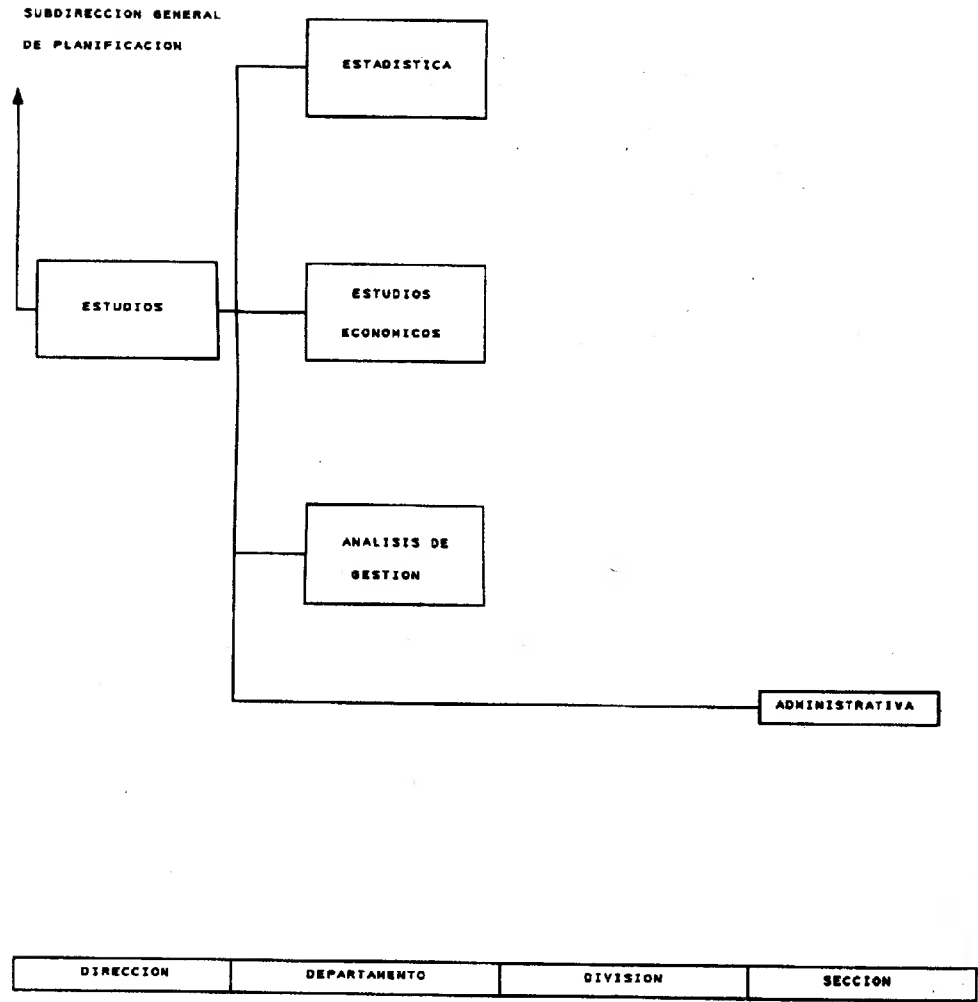 SUBDIRECCION GENERAL
DE PLANIFICACION
ESTADISTICA
ESTUDIOS
ESTUDIOS
ECONOMICOS
ANALISIS DE
GESTION
ADMINISTRATIVA
DIRECCION DEPARTAMENTO DIVISION SECCION